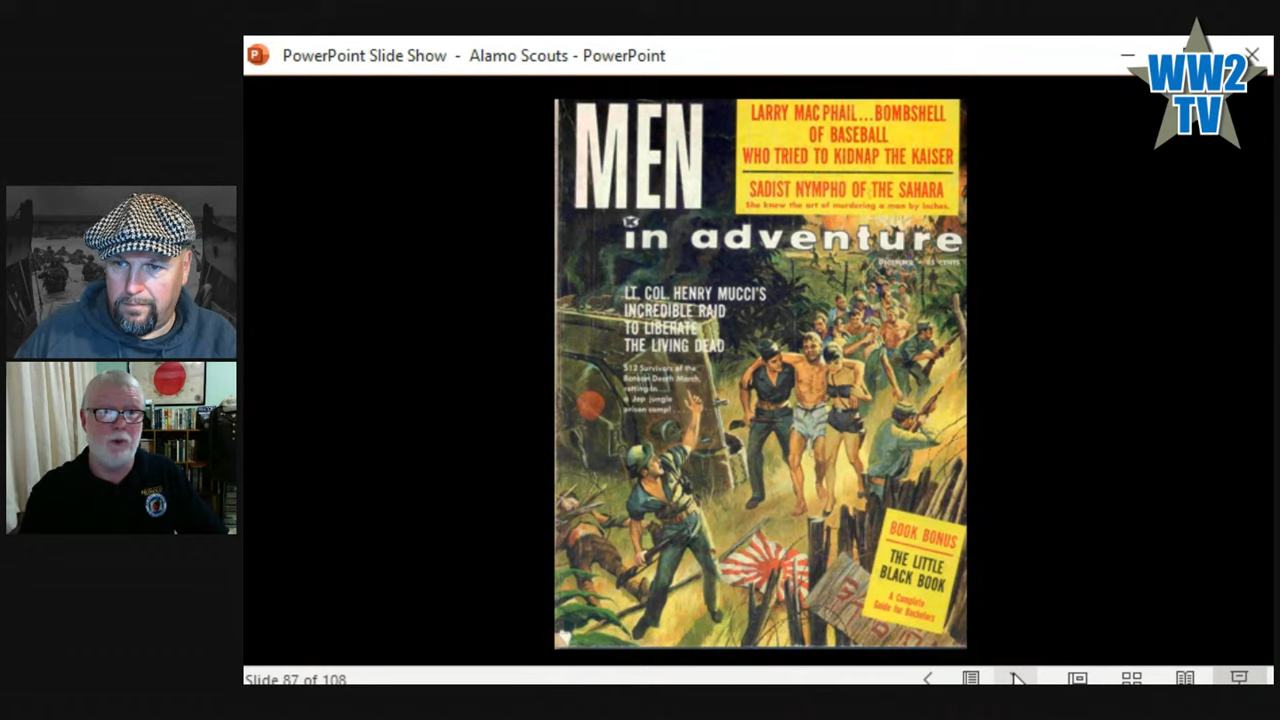 PowerPoint Slide Show - Alamo Scouts - PowerPoint
WW2
TV
MEN
in adventure
LARRY MACPHAIL...BOMBSHELL
OF BASEBALL
WHO TRIED TO KIDNAP THE KAISER
SADIST NYMPHO OF THE SAHARA
She knew the art of murdering a man by inches.
LT. COL. HENRY MUCCI'S
INCREDIBLE RAID
TO LIBERATE
THE LIVING DEAD
512 Survivors of the
Bataan Death March,
rotting in
a Jap jungle
prison camp!
BOOK BONUS
THE LITTLE
BLACK BOOK
A Complete
Guide for Bachelors
Slide 87 of 108